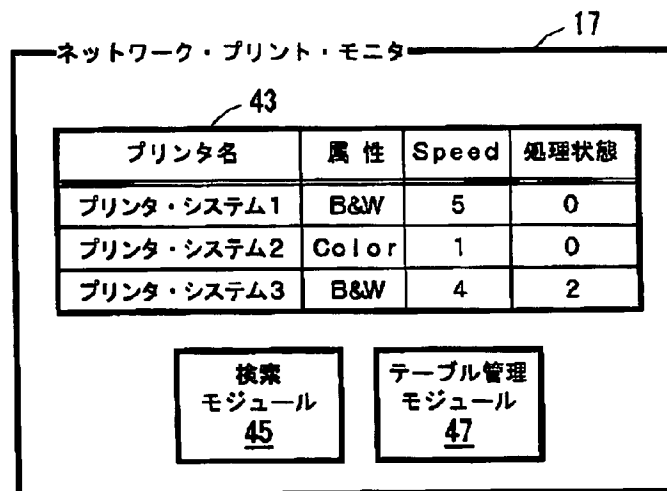 17
ネットワーク・プリント・モニタ
43
プリンタ名 属 性 Speed 処理状態
プリンタ・システム1 B&W 5 0
プリンタ・システム2 Color 1 0
プリンタ・システム3 B&W 4 2
検索
モジュール
45
テーブル管理
モジュール
47